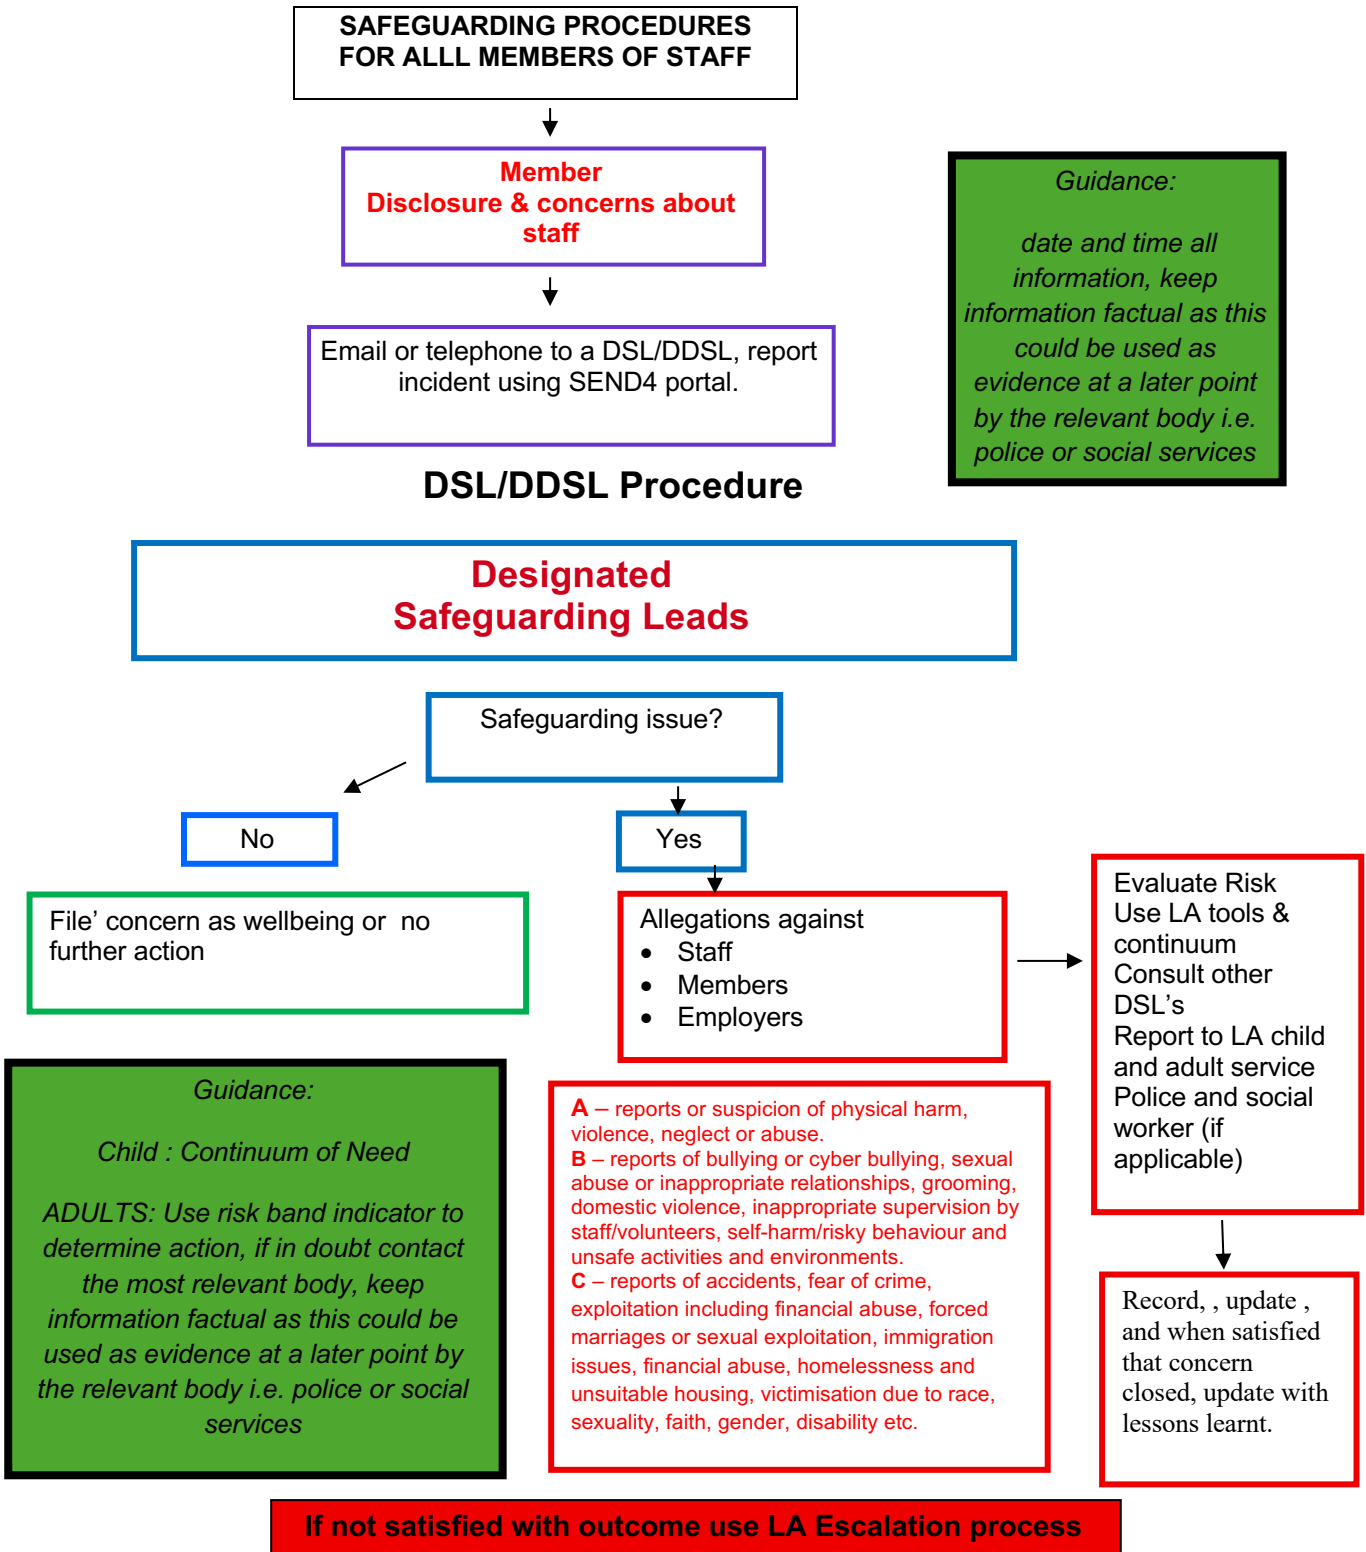 SAFEGUARDING PROCEDURES
FOR ALLL MEMBERS OF STAFF
Member
Disclosure & concerns about
staff
Guidance:
date and time all
information, keep
information factual as this
could be used as
evidence at a later point
by the relevant body i.e.
police or social services
Email or telephone to a DSL/DDSL, report
incident using SEND4 portal.
DSL/DDSL Procedure
Designated
Safeguarding Leads
Safeguarding issue?
No
Yes
File’ concern as wellbeing or  no
further action
Allegations against
• Staff
• Members
• Employers
Evaluate Risk
Use LA tools &
continuum
Consult other
DSL’s
Report to LA child
and adult service
Police and social
worker (if
applicable)
Guidance:
Child : Continuum of Need
ADULTS: Use risk band indicator to
determine action, if in doubt contact
the most relevant body, keep
information factual as this could be
used as evidence at a later point by
the relevant body i.e. police or social
services
A – reports or suspicion of physical harm,
violence, neglect or abuse.
B – reports of bullying or cyber bullying, sexual
abuse or inappropriate relationships, grooming,
domestic violence, inappropriate supervision by
staff/volunteers, self-harm/risky behaviour and
unsafe activities and environments.
C – reports of accidents, fear of crime,
exploitation including financial abuse, forced
marriages or sexual exploitation, immigration
issues, financial abuse, homelessness and
unsuitable housing, victimisation due to race,
sexuality, faith, gender, disability etc.
Record, , update ,
and when satisfied
that concern
closed, update with
lessons learnt.
If not satisfied with outcome use LA Escalation process